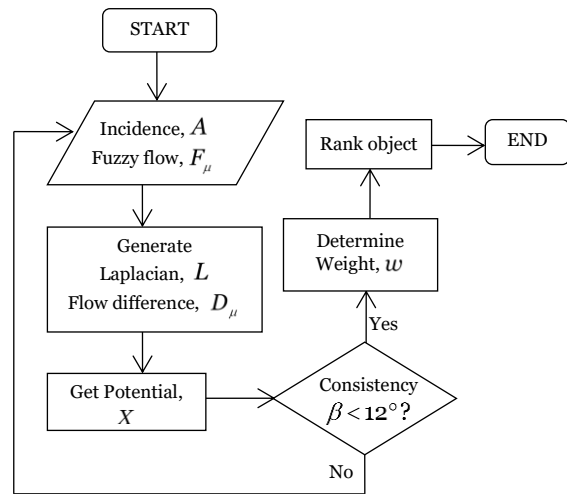 START
Incidence, A
Fuzzy flow, F_μ
Generate
Laplacian, L
Flow difference, D_μ
Get Potential,
X
Consistency
β < 12°?
Yes
No
Determine
Weight, w
Rank object
END